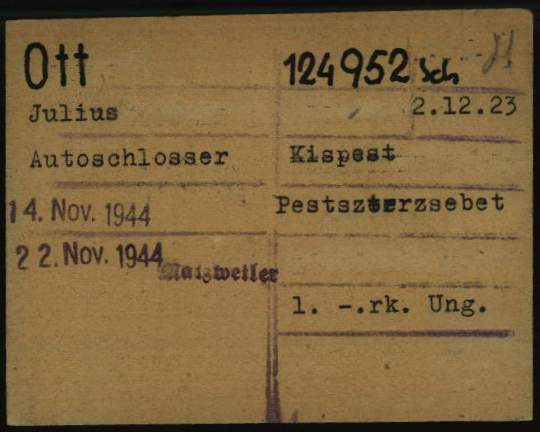 Ott 124952 Sch
Julius 2.12.23
Autoschlosser Kispest
14. Nov. 1944 Pestszterzsebet
22. Nov. 1944 Natzweiler
1. -.rk. Ung.